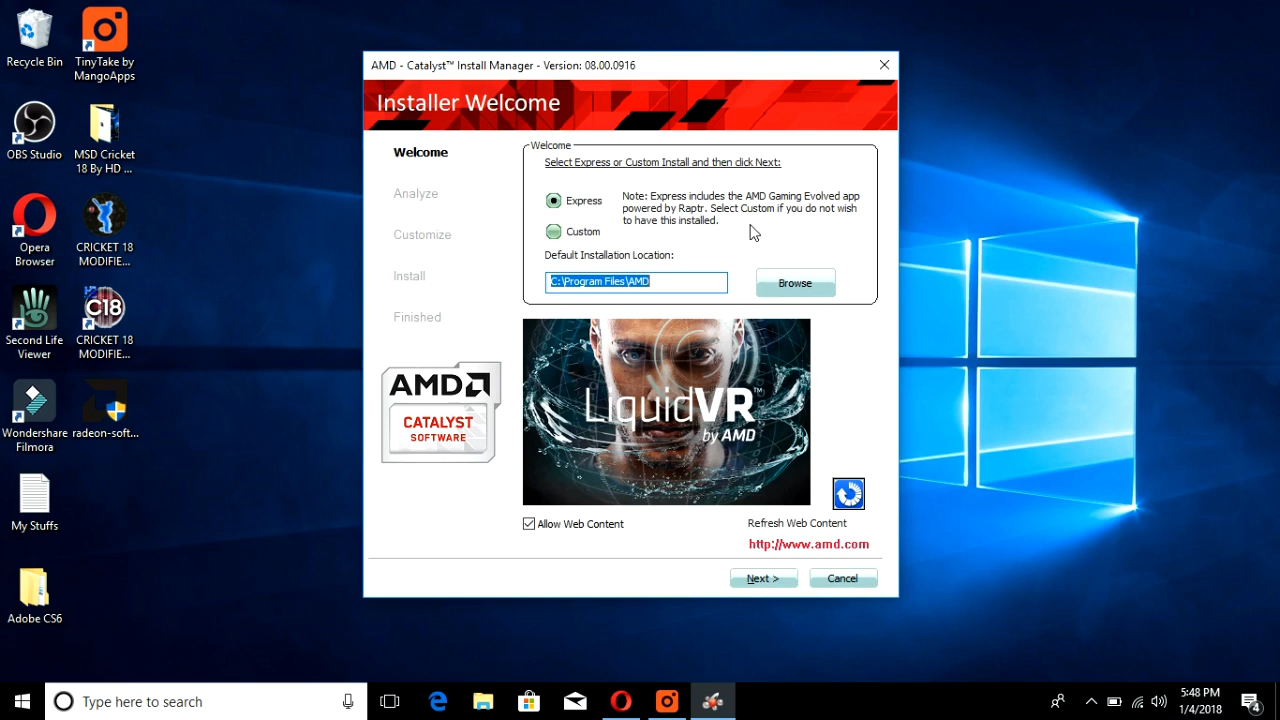 Recycle Bin
TinyTake by
MangoApps
OBS Studio
MSD Cricket
18 By HD ...
Opera
Browser
CRICKET 18
MODIFIE...
Second Life
Viewer
C18
CRICKET 18
MODIFIE...
Wondershare
Filmora
radeon-soft...
My Stuffs
Adobe CS6
AMD - Catalyst™ Install Manager - Version: 08.00.0916
Installer Welcome
Welcome
Analyze
Customize
Install
Finished
AMD
CATALYST
SOFTWARE
Welcome
Select Express or Custom Install and then click Next:
Express
Note: Express includes the AMD Gaming Evolved app
powered by Raptr. Select Custom if you do not wish
to have this installed.
Custom
Default Installation Location:
C:\Program Files\AMD
Browse
LiquidVR™
by AMD
Allow Web Content
Refresh Web Content
http://www.amd.com
Next >
Cancel
Type here to search
5:48 PM
1/4/2018
4